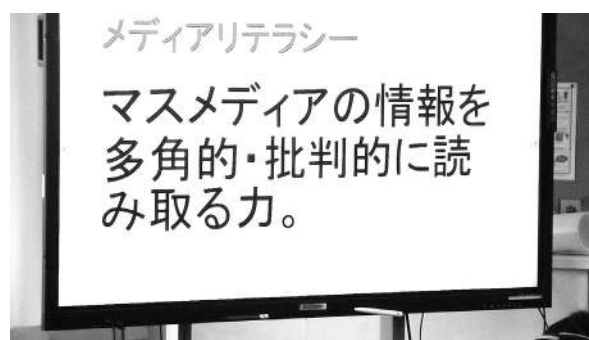 メディアリテラシー
マスメディアの情報を
多角的・批判的に読
み取る力。